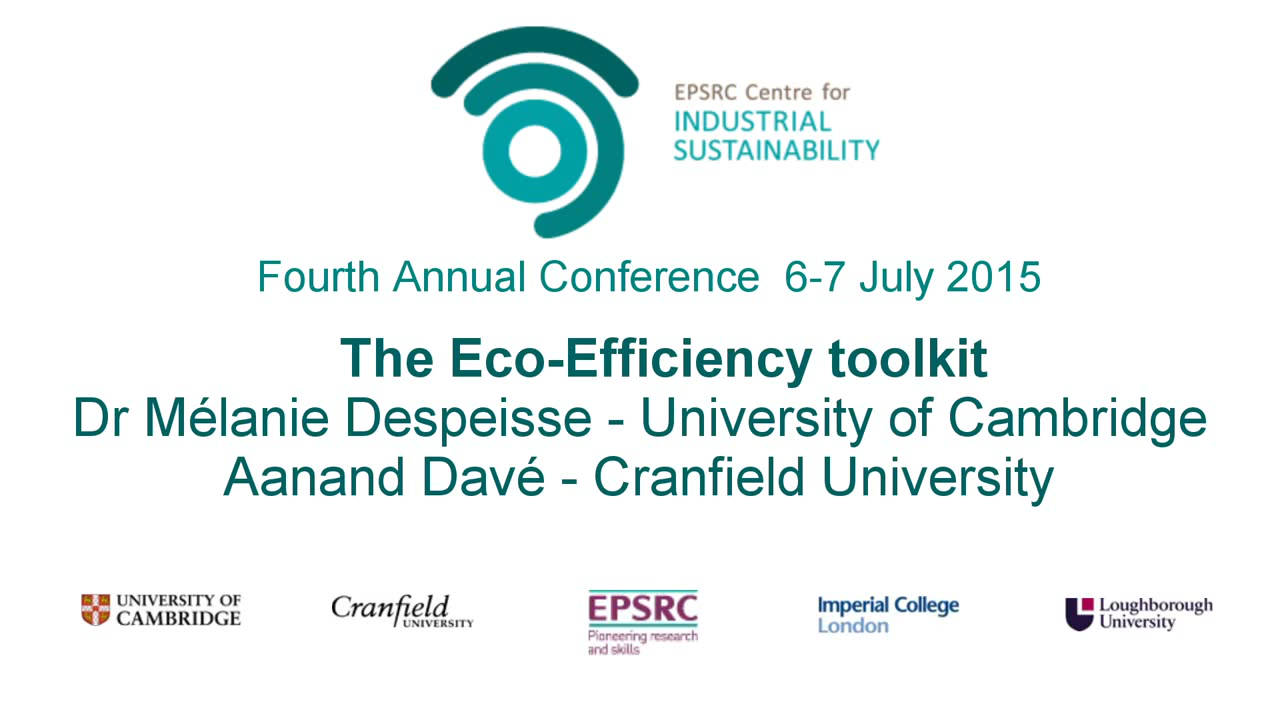 EPSRC Centre for
INDUSTRIAL
SUSTAINABILITY
Fourth Annual Conference  6-7 July 2015
The Eco-Efficiency toolkit
Dr Mélanie Despeisse - University of Cambridge
Aanand Davé - Cranfield University
UNIVERSITY OF
CAMBRIDGE
Cranfield
UNIVERSITY
EPSRC
Pioneering research
and skills
Imperial College
London
Loughborough
University